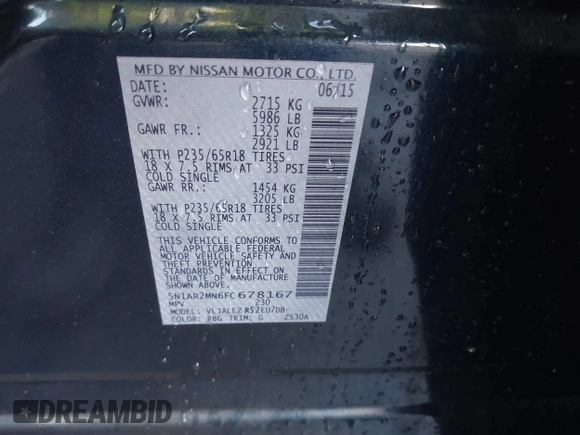 MFD BY NISSAN MOTOR CO., LTD.
DATE: 06/15
GVWR: 2715 KG
5986 LB
GAWR FR.: 1325 KG
2921 LB
WITH P235/65R18 TIRES
18 X 7.5 RIMS AT 33 PSI
COLD SINGLE
GAWR RR.: 1454 KG
3205 LB
WITH P235/65R18 TIRES
18 X 7.5 RIMS AT 33 PSI
COLD SINGLE
THIS VEHICLE CONFORMS TO
ALL APPLICABLE FEDERAL
MOTOR VEHICLE SAFETY AND
THEFT PREVENTION
STANDARDS IN EFFECT ON
THE DATE OF MANUFACTURE
5N1AR2MN6FC678167
MPV 230
MODEL: VLJALEZ
COLOR: RBG TRIM: G
DREAMBID